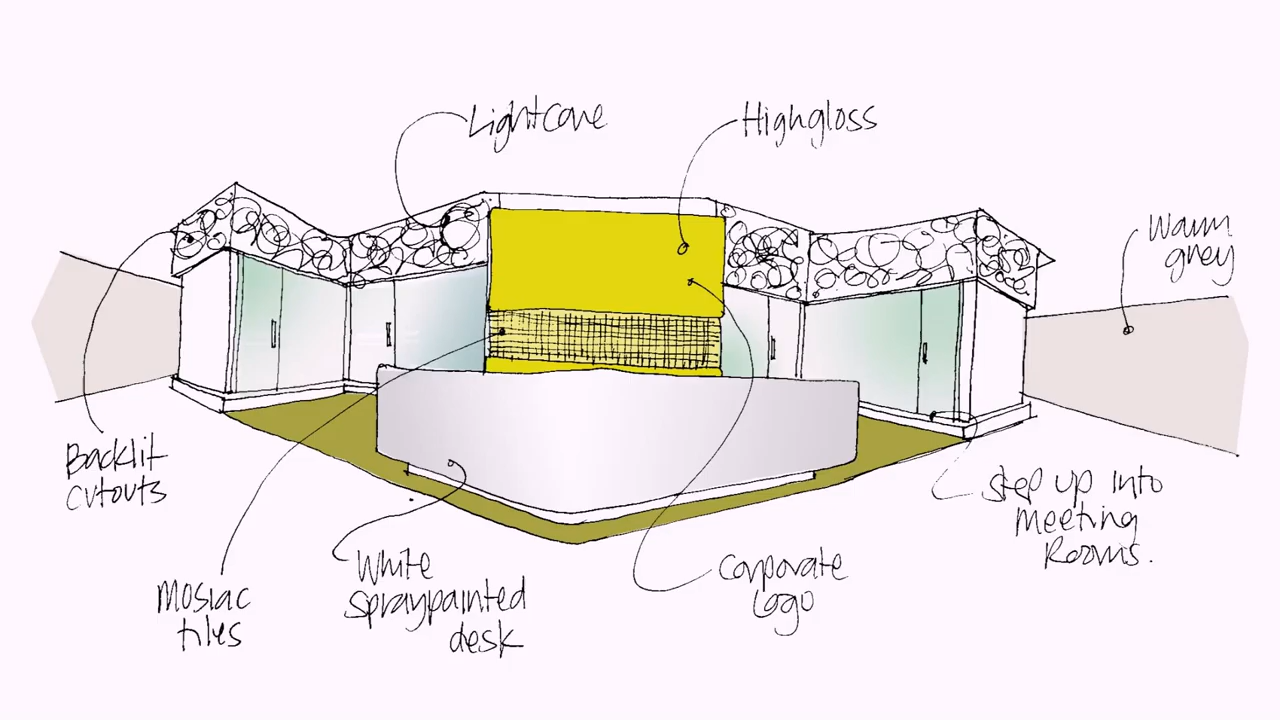 Lightcove
Highgloss
Warm
grey
Backlit
cutouts
Step up into
Meeting
Rooms.
White
spraypainted
desk
Corporate
Logo
Mosiac
tiles